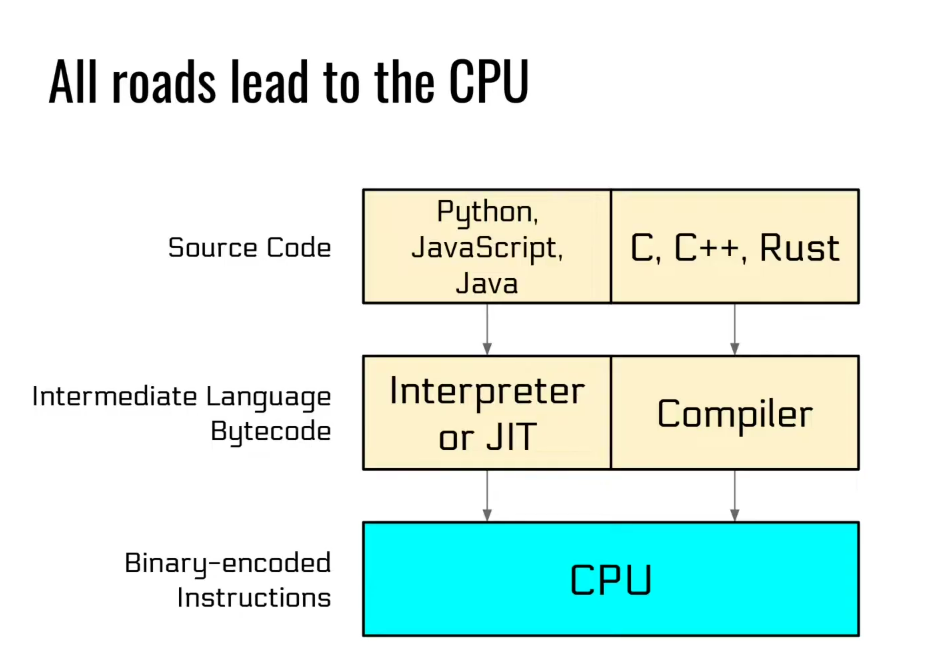 All roads lead to the CPU
Source Code
Python,
JavaScript,
Java
C, C++, Rust
Intermediate Language
Bytecode
Interpreter
or JIT
Compiler
Binary-encoded
Instructions
CPU